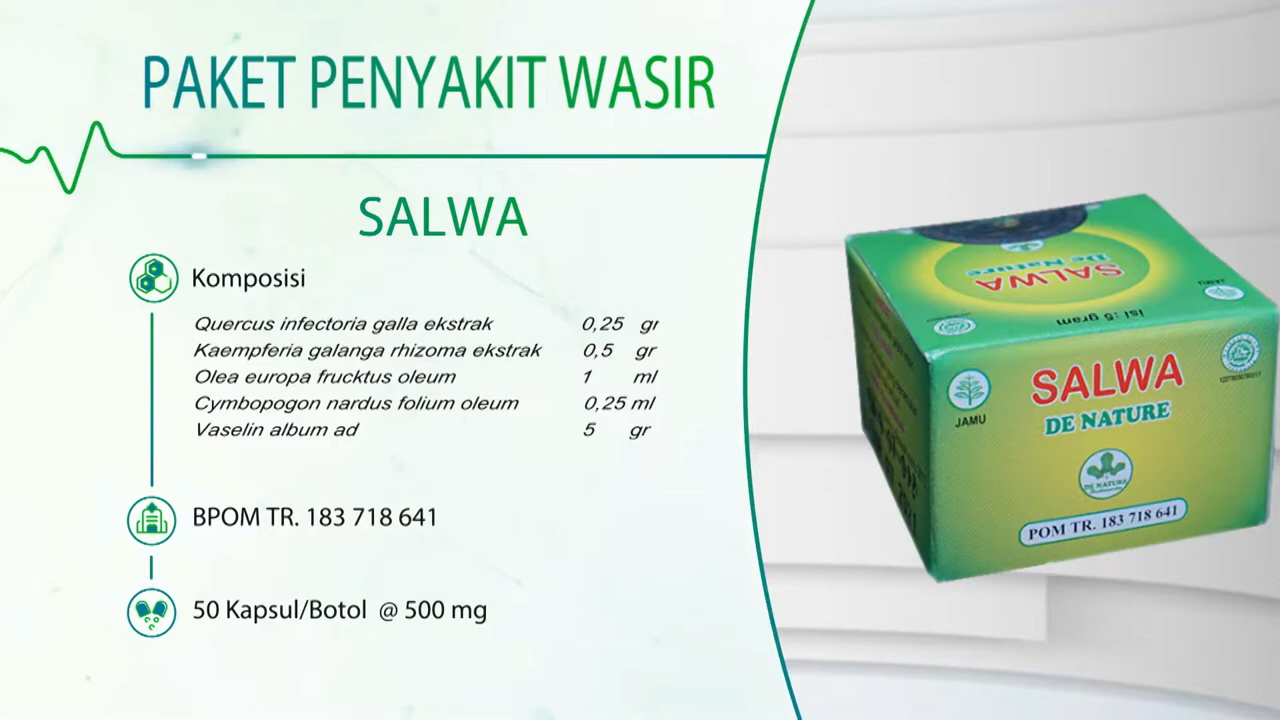 PAKET PENYAKIT WASIR
SALWA
Komposisi
Quercus infectoria galla ekstrak 0,25 gr
Kaempferia galanga rhizoma ekstrak 0,5 gr
Olea europa frucktus oleum 1 ml
Cymbopogon nardus folium oleum 0,25 ml
Vaselin album ad 5 gr
BPOM TR. 183 718 641
50 Kapsul/Botol @ 500 mg
SALWA
De Nature
JAMU
isi : 5 gram
SALWA
DE NATURE
JAMU
DE NATURE
POM TR. 183 718 641